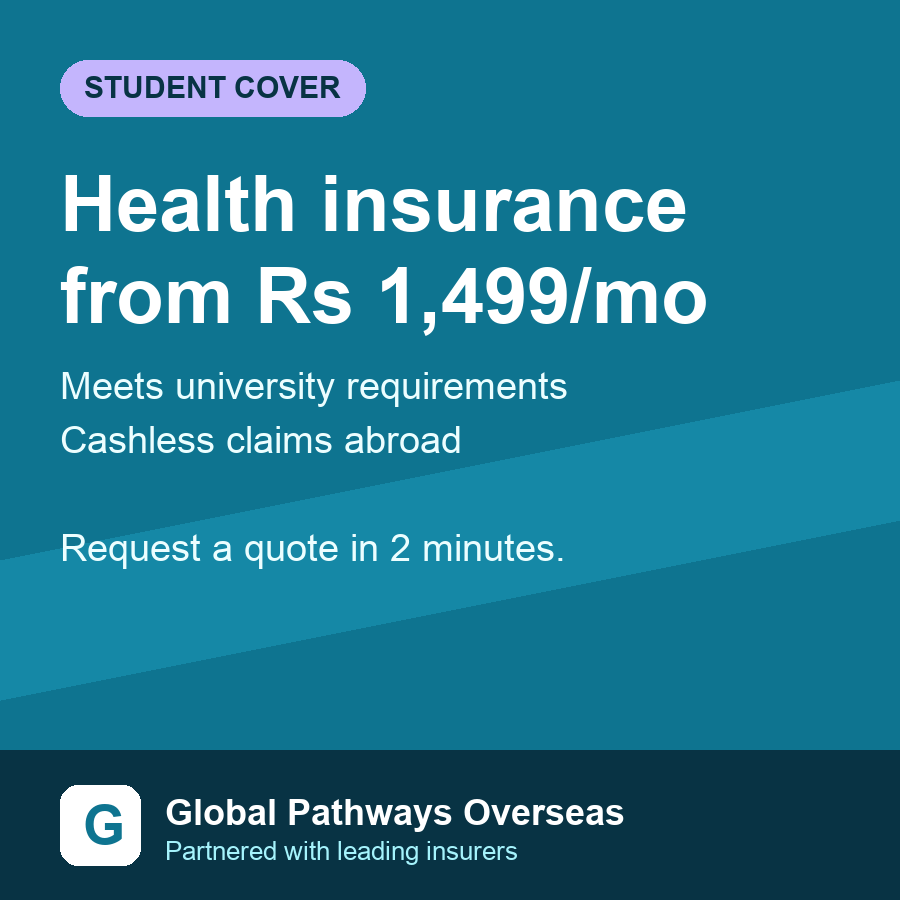 STUDENT COVER
Health insurance
from Rs 1,499/mo
Meets university requirements
Cashless claims abroad
Request a quote in 2 minutes.
G
Global Pathways Overseas
Partnered with leading insurers